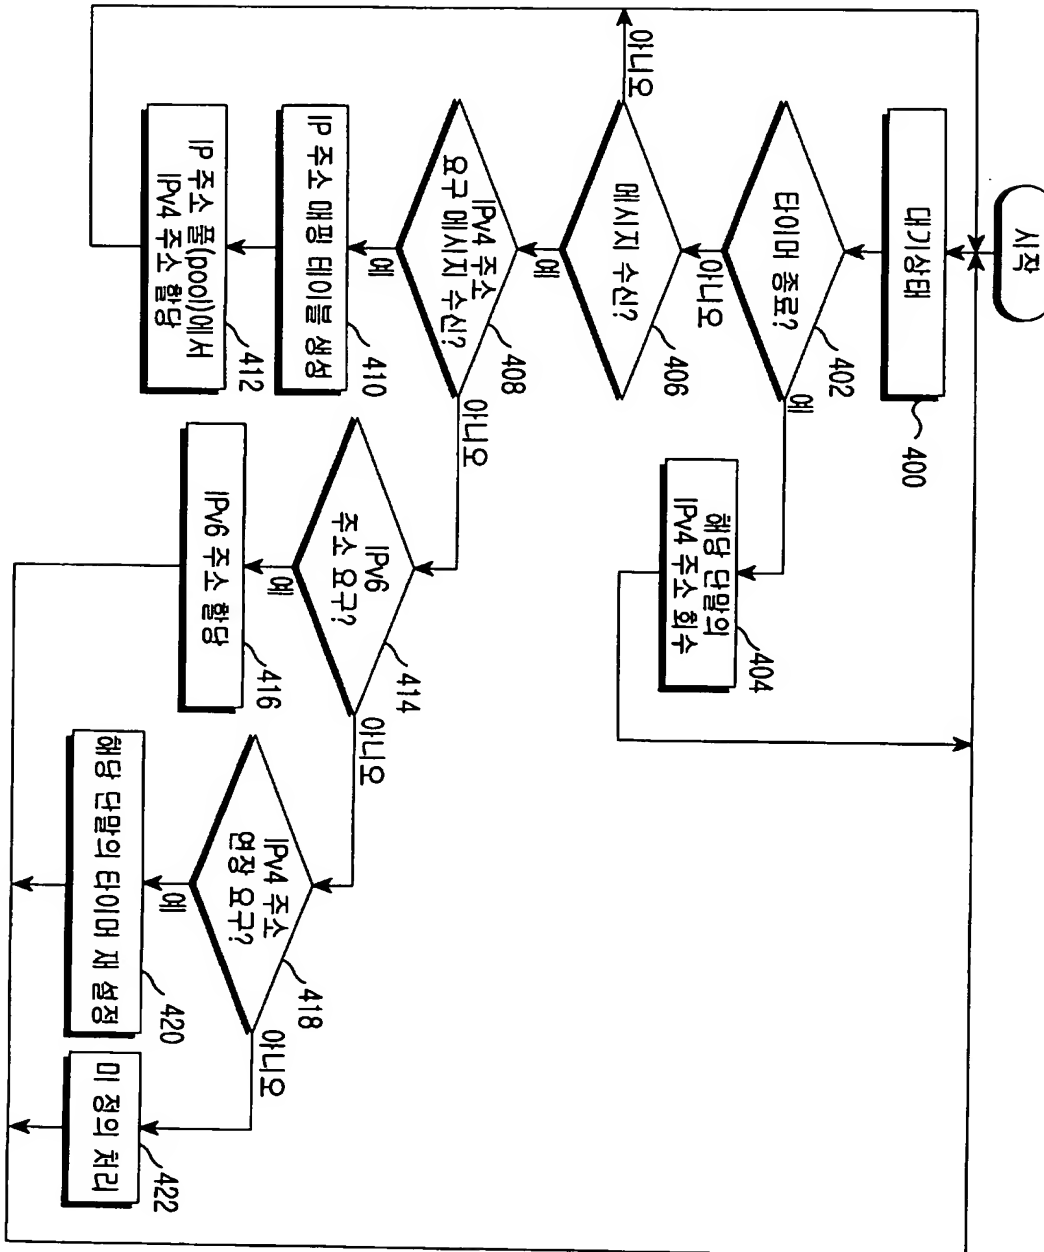 시작
대기상태
400
타이머 종료?
402
예
아니오
해당 단말의
IPv4 주소 회수
404
메시지 수신?
406
아니오
예
IPv4 주소
요구 메시지 수신?
408
아니오
예
IP 주소 매핑 테이블 생성
410
IP 주소 풀(pool)에서
IPv4 주소 할당
412
IPv6
주소 요구?
414
아니오
예
IPv6 주소 할당
416
IPv4 주소
연장 요구?
418
아니오
예
해당 단말의 타이머 재 설정
420
미 정의 처리
422